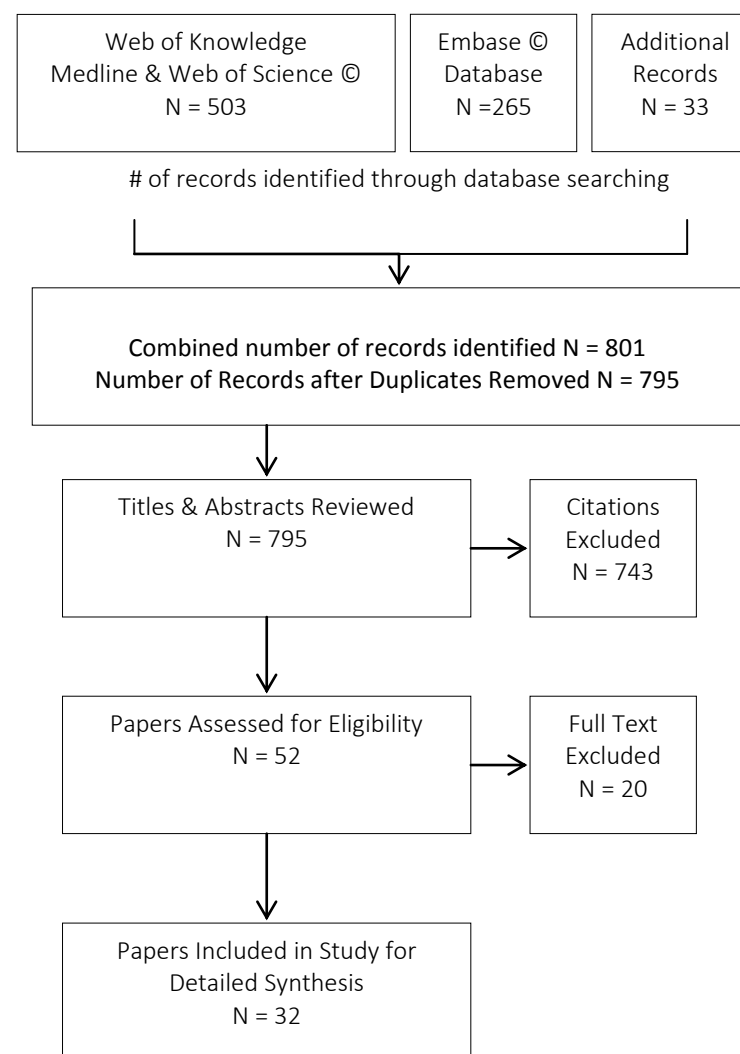 Web of Knowledge
Medline & Web of Science ©
N = 503
Embase ©
Database
N =265
Additional
Records
N = 33
# of records identified through database searching
Combined number of records identified N = 801
Number of Records after Duplicates Removed N = 795
Titles & Abstracts Reviewed
N = 795
Citations
Excluded
N = 743
Papers Assessed for Eligibility
N = 52
Full Text
Excluded
N = 20
Papers Included in Study for
Detailed Synthesis
N = 32